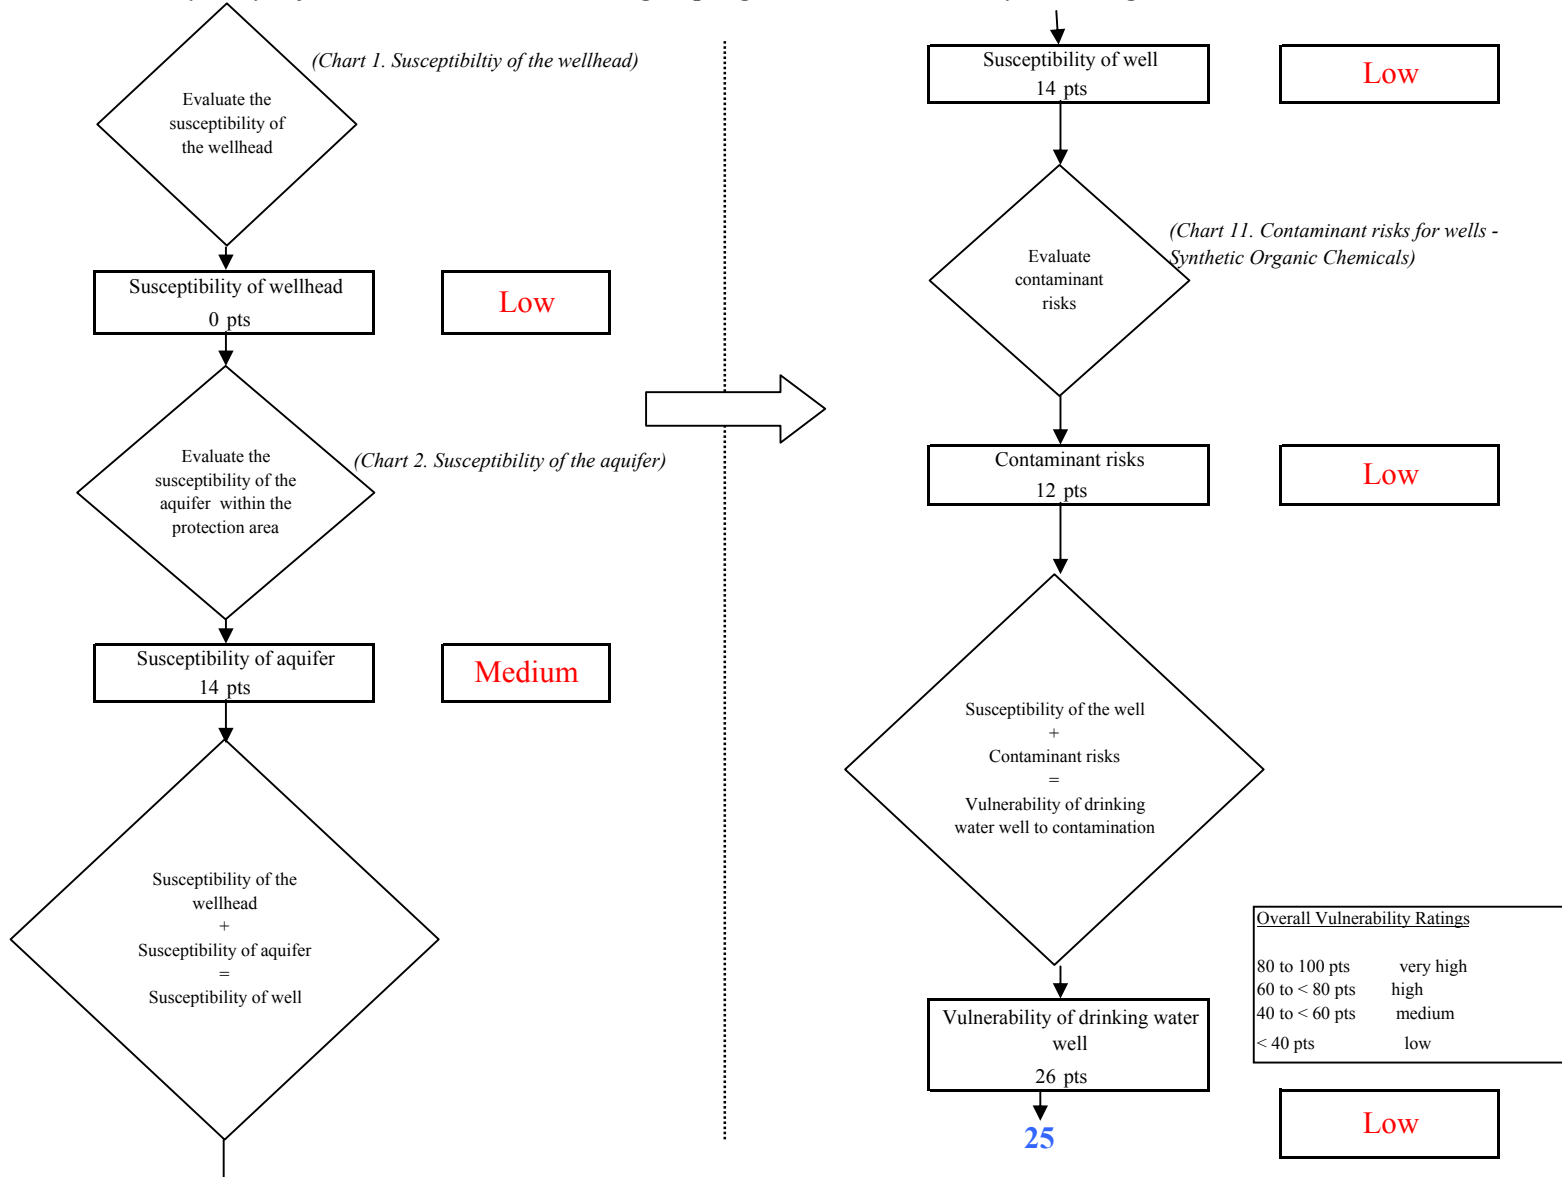 (Chart 1. Susceptibiltiy of the wellhead)
Evaluate the
susceptibility of
the wellhead
Susceptibility of wellhead
0 pts
Low
(Chart 2. Susceptibility of the aquifer)
Evaluate the
susceptibility of the
aquifer within the
protection area
Susceptibility of aquifer
14 pts
Medium
Susceptibility of the
wellhead
+
Susceptibility of aquifer
=
Susceptibility of well
Susceptibility of well
14 pts
Low
(Chart 11. Contaminant risks for wells -
Synthetic Organic Chemicals)
Evaluate
contaminant
risks
Contaminant risks
12 pts
Low
Susceptibility of the well
+
Contaminant risks
=
Vulnerability of drinking
water well to contamination
Overall Vulnerability Ratings
80 to 100 pts very high
60 to < 80 pts high
40 to < 60 pts medium
< 40 pts low
Vulnerability of drinking water
well
26 pts
25
Low